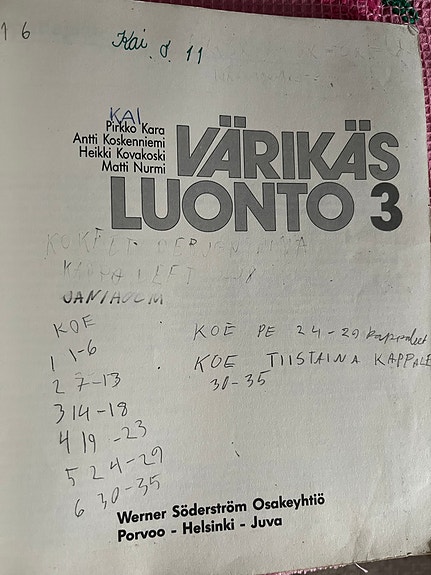 16
Kai J. 11
KAI
Pirkko Kara
Antti Koskenniemi
Heikki Kovakoski
Matti Nurmi
VÄRIKÄS
LUONTO 3
JANIHOLM
KOE
1 1-6
2 7-13
3 14-18
4 19-23
5 24-29
6 30-35
KOE PE 24-29 kappaleet
KOE TIISTAINA KAPPALE
30-35
Werner Söderström Osakeyhtiö
Porvoo - Helsinki - Juva